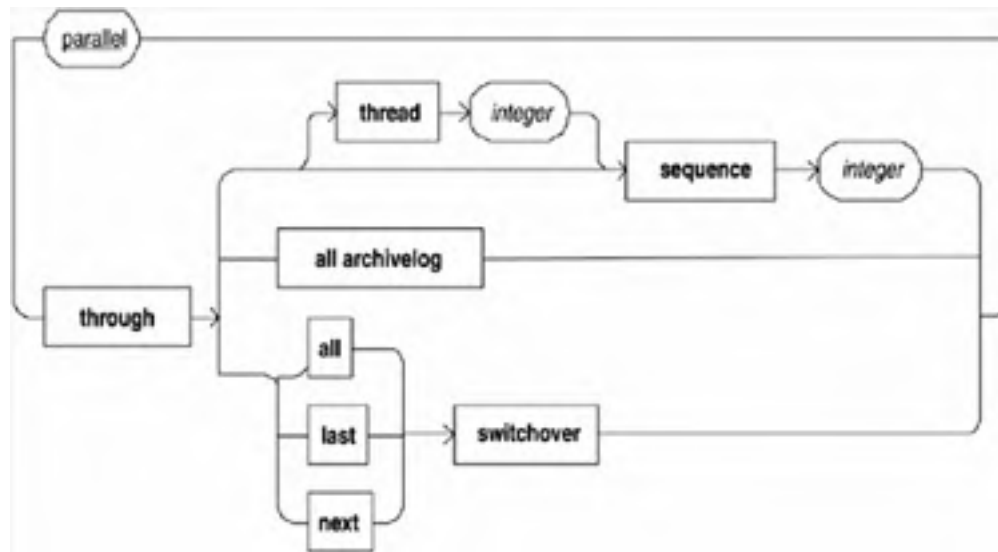 parallel
thread integer
sequence integer
all archivelog
through
all
last switchover
next